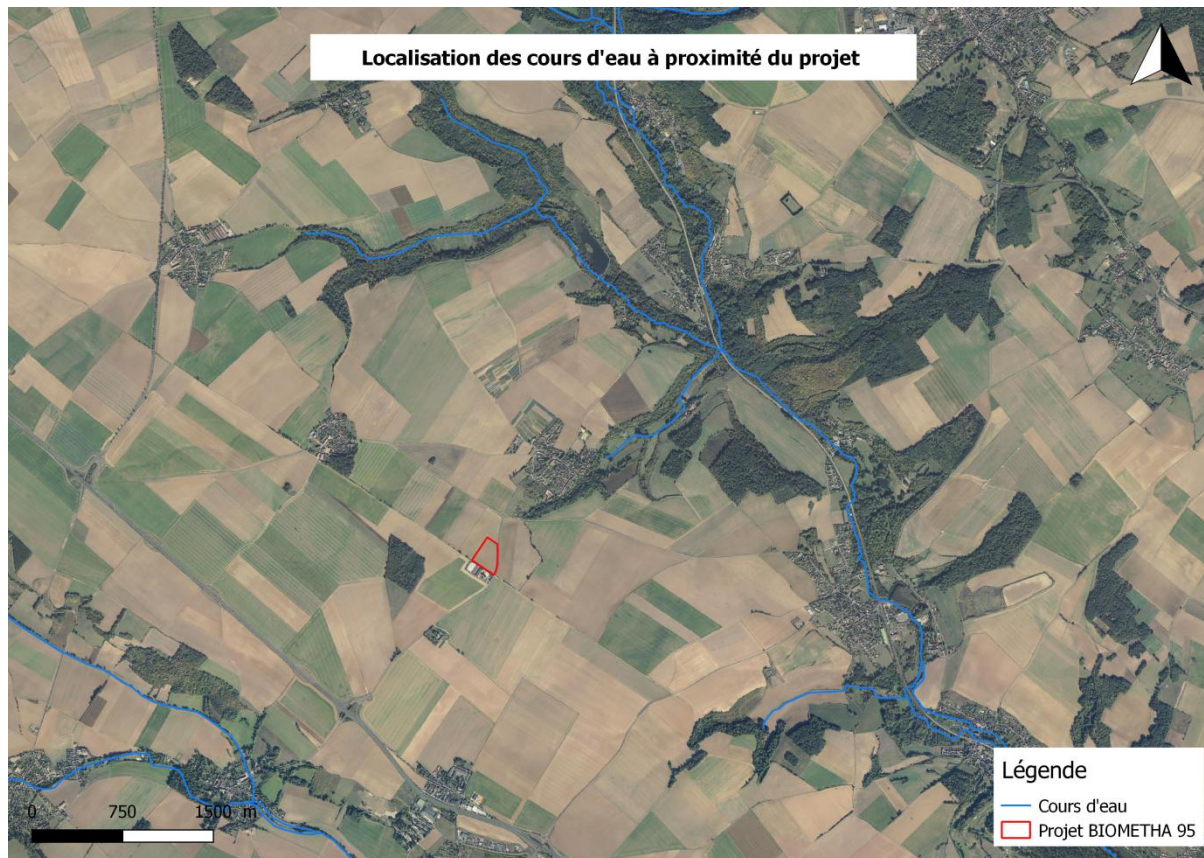 Localisation des cours d'eau à proximité du projet
Légende
Cours d'eau
Projet BIOMETHA 95
0 750 1500 m